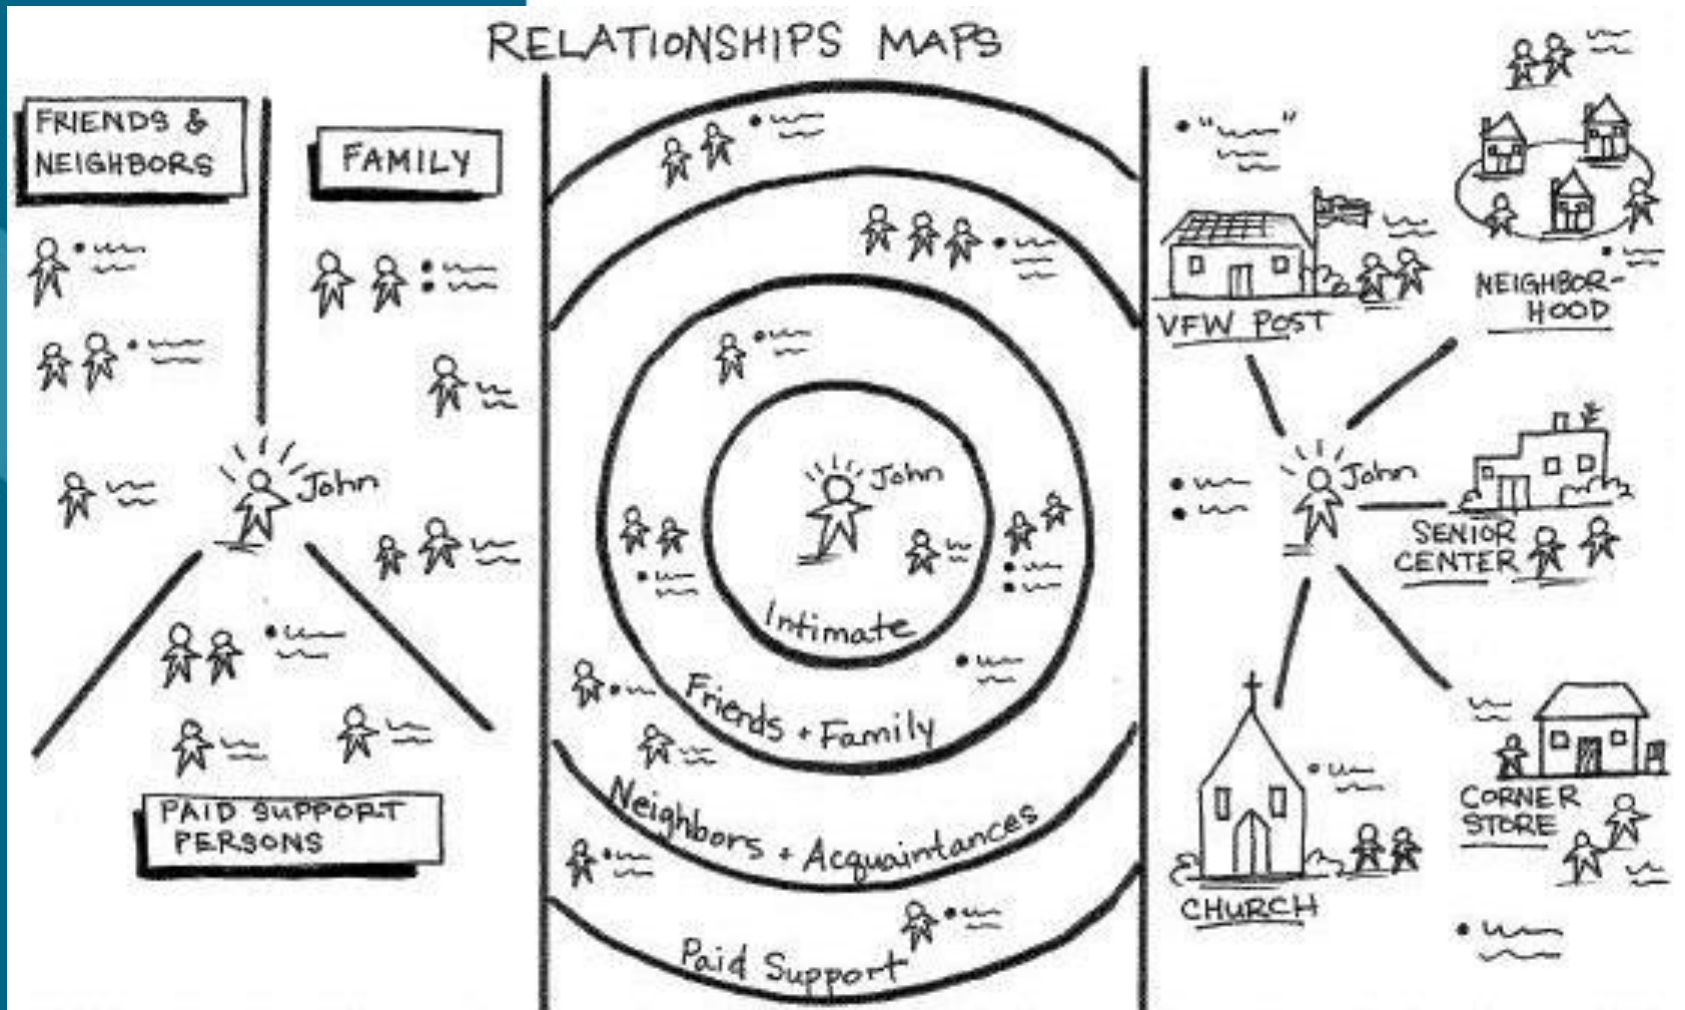 RELATIONSHIPS MAPS
FRIENDS &
NEIGHBORS
FAMILY
John
PAID SUPPORT
PERSONS
John
Intimate
Friends + Family
Neighbors + Acquaintances
Paid Support
VFW POST
NEIGHBOR-
HOOD
John
SENIOR
CENTER
CORNER
STORE
CHURCH